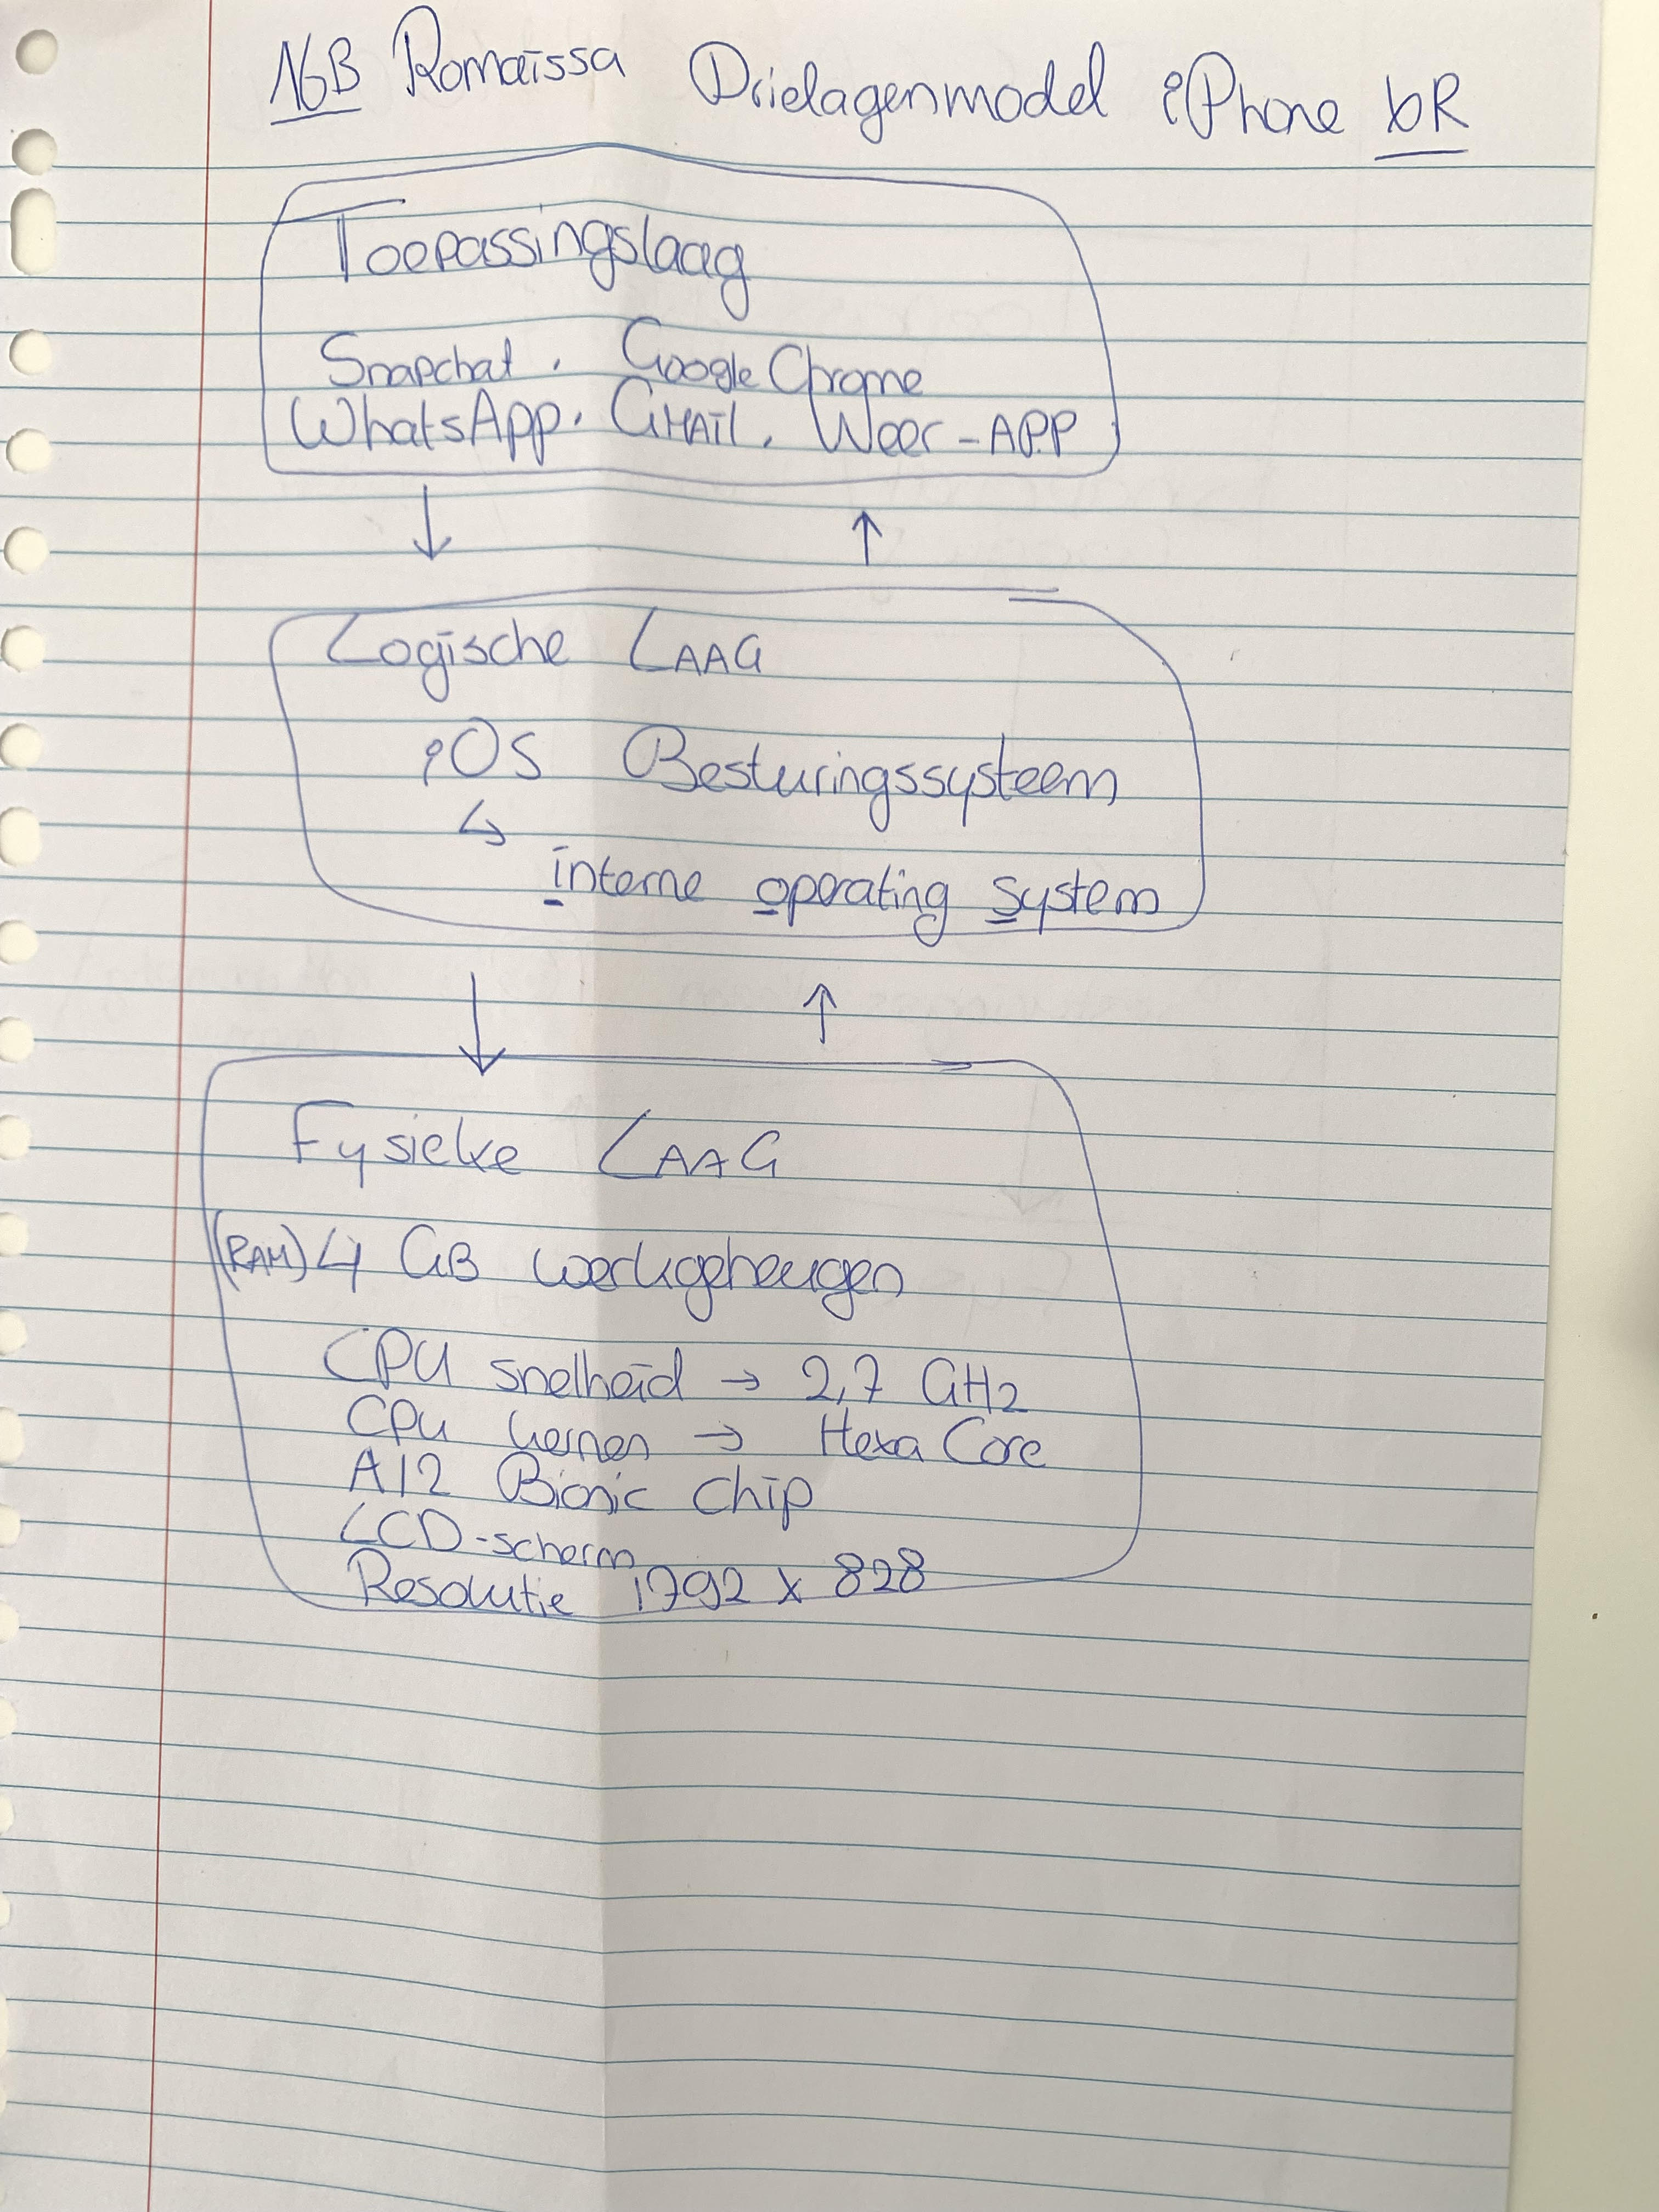 1GB Romaissa Drielagenmodel iPhone XR
Toepassingslaag
Snapchat, Google Chrome
WhatsApp, GMAIL, Weer-APP
↓ ↑
Logische LAAG
iOS Besturingssysteem
↳
interne operating system
↓ ↑
Fysieke LAAG
(RAM) 4 GB werkgeheugen
CPU snelheid → 2,7 GHz
CPU kernen → Hexa Core
A12 Bionic Chip
LCD-scherm
Resolutie 1792 x 828